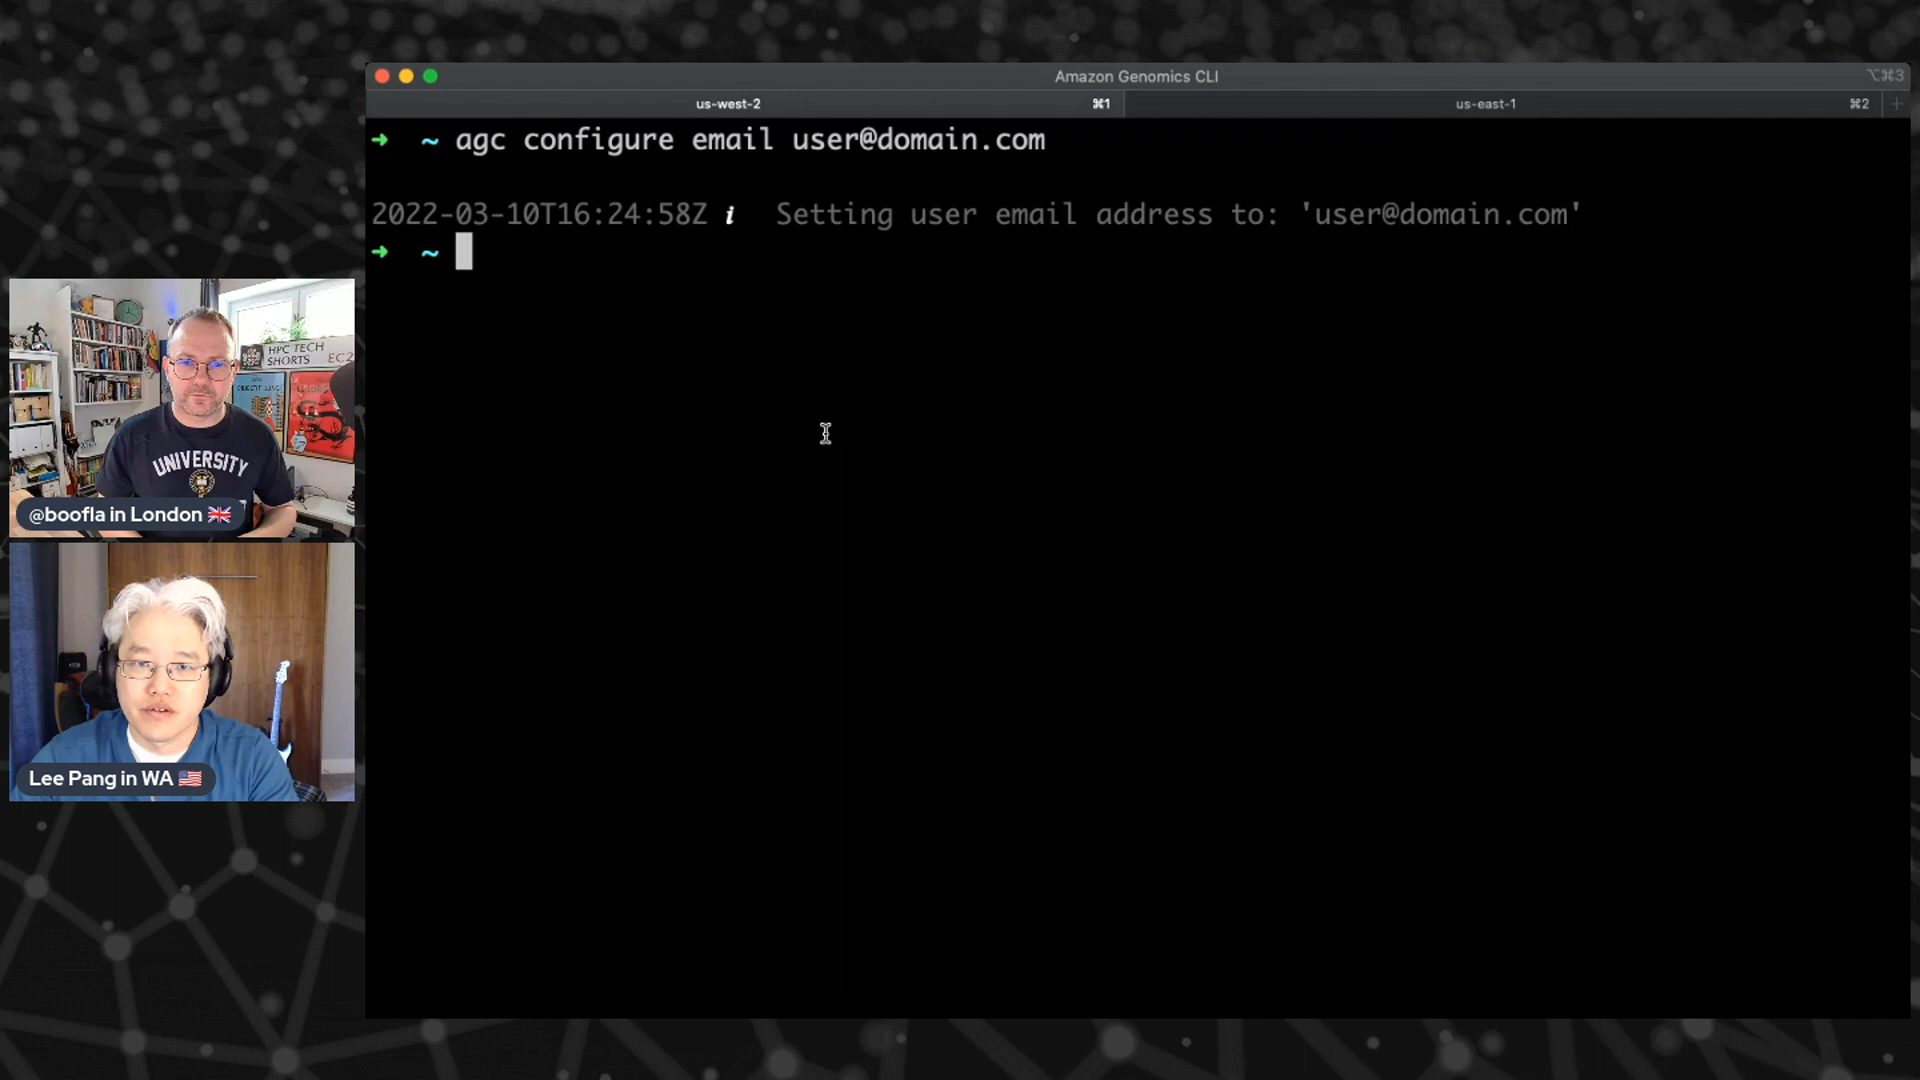 Amazon Genomics CLI
⌥⌘3
us-west-2 ⌘1
us-east-1 ⌘2 +
➜ ~ agc configure email user@domain.com
2022-03-10T16:24:58Z i Setting user email address to: 'user@domain.com'
➜ ~
HPC TECH
SHORTS
EC2
UNIVERSITY
@boofla in London 🇬🇧
Lee Pang in WA 🇺🇸